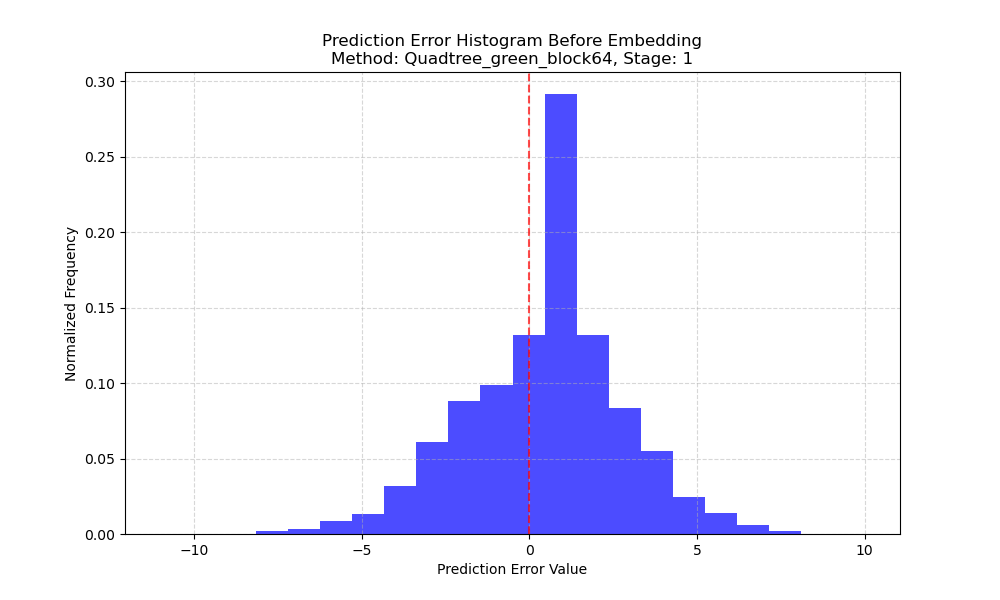 Prediction Error Histogram Before Embedding
Method: Quadtree_green_block64, Stage: 1
Normalized Frequency
0.30
0.25
0.20
0.15
0.10
0.05
0.00
−10 −5 0 5 10
Prediction Error Value